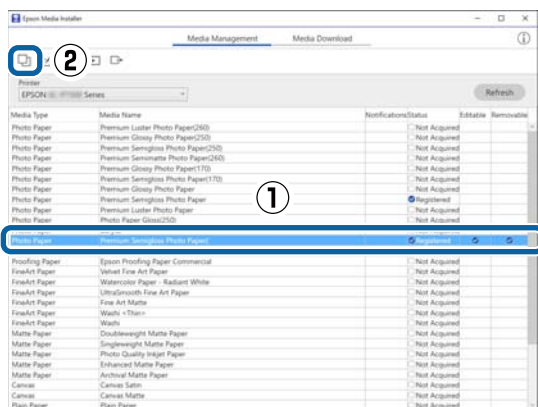 Epson Media Installer
Media Management Media Download
②
Printer
EPSON Series Refresh
Media Type Media Name Notifications Status Editable Removable
Photo Paper Premium Luster Photo Paper(260) Not Acquired
Photo Paper Premium Glossy Photo Paper(250) Not Acquired
Photo Paper Premium Semigloss Photo Paper(250) Not Acquired
Photo Paper Premium Semimatte Photo Paper(260) Not Acquired
Photo Paper Premium Glossy Photo Paper(170) Not Acquired
Photo Paper Premium Semigloss Photo Paper(170) Not Acquired
Photo Paper Premium Glossy Photo Paper Not Acquired
Photo Paper Premium Semigloss Photo Paper Registered
Photo Paper Premium Luster Photo Paper Not Acquired
Photo Paper Photo Paper Gloss(250) Not Acquired
①
Photo Paper Premium Semigloss Photo Paper( Registered
Proofing Paper Epson Proofing Paper Commercial Not Acquired
FineArt Paper Velvet Fine Art Paper Not Acquired
FineArt Paper Watercolor Paper - Radiant White Not Acquired
FineArt Paper UltraSmooth Fine Art Paper Not Acquired
FineArt Paper Fine Art Matte Not Acquired
FineArt Paper Washi <Thin> Not Acquired
FineArt Paper Washi Not Acquired
Matte Paper Doubleweight Matte Paper Not Acquired
Matte Paper Singleweight Matte Paper Not Acquired
Matte Paper Photo Quality Inkjet Paper Not Acquired
Matte Paper Enhanced Matte Paper Not Acquired
Matte Paper Archival Matte Paper Not Acquired
Canvas Canvas Satin Not Acquired
Canvas Canvas Matte Not Acquired
Plain Paper Plain Paper Not Acquired